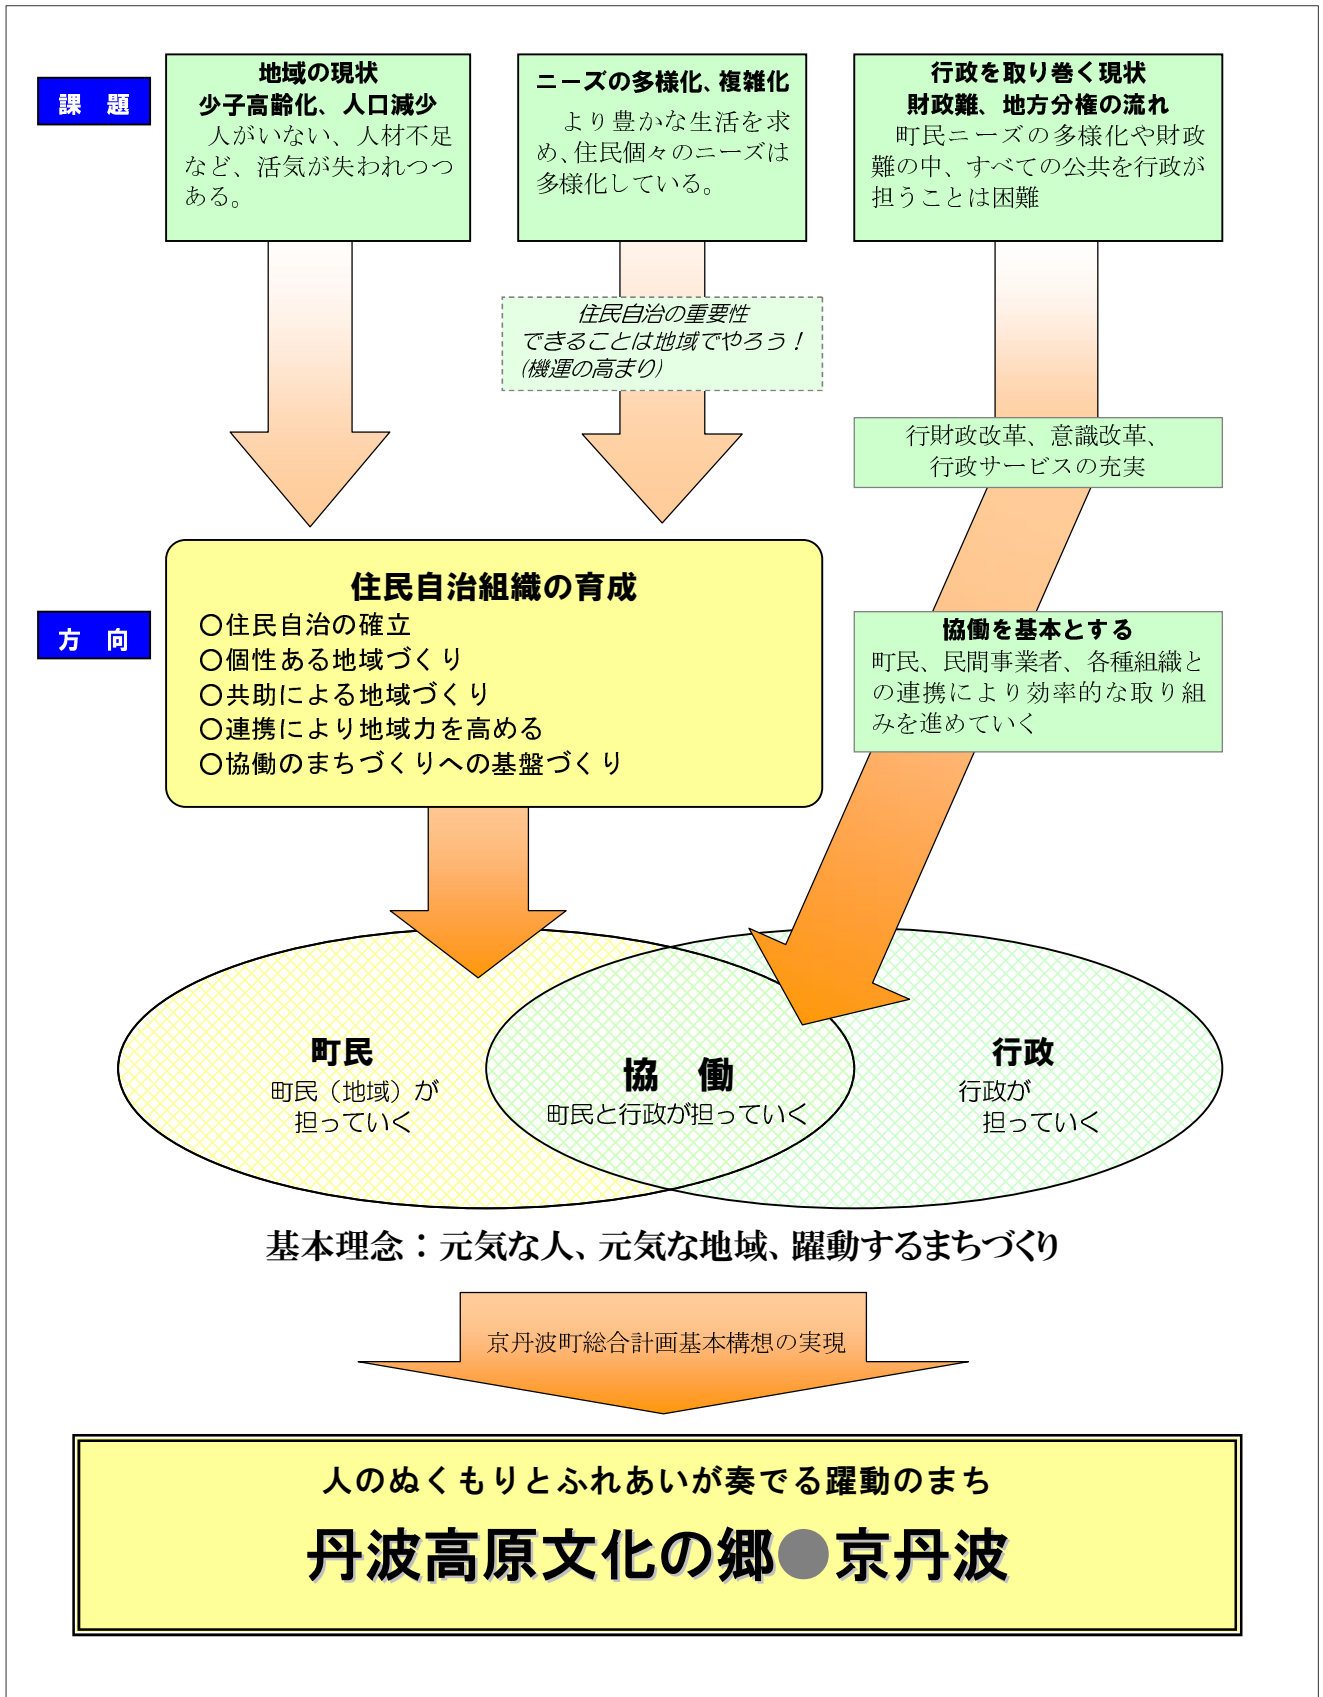 課　題
地域の現状
少子高齢化、人口減少
人がいない、人材不足
など、活気が失われつつ
ある。
ニーズの多様化、複雑化
より豊かな生活を求
め、住民個々のニーズは
多様化している。
行政を取り巻く現状
財政難、地方分権の流れ
町民ニーズの多様化や財政
難の中、すべての公共を行政が
担うことは困難
住民自治の重要性
できることは地域でやろう！
（機運の高まり）
行財政改革、意識改革、
行政サービスの充実
方　向
住民自治組織の育成
○住民自治の確立
○個性ある地域づくり
○共助による地域づくり
○連携により地域力を高める
○協働のまちづくりへの基盤づくり
協働を基本とする
町民、民間事業者、各種組織と
の連携により効率的な取り組
みを進めていく
町民
町民（地域）が
担っていく
協　働
町民と行政が担っていく
行政
行政が
担っていく
基本理念：元気な人、元気な地域、躍動するまちづくり
京丹波町総合計画基本構想の実現
人のぬくもりとふれあいが奏でる躍動のまち
丹波高原文化の郷●京丹波